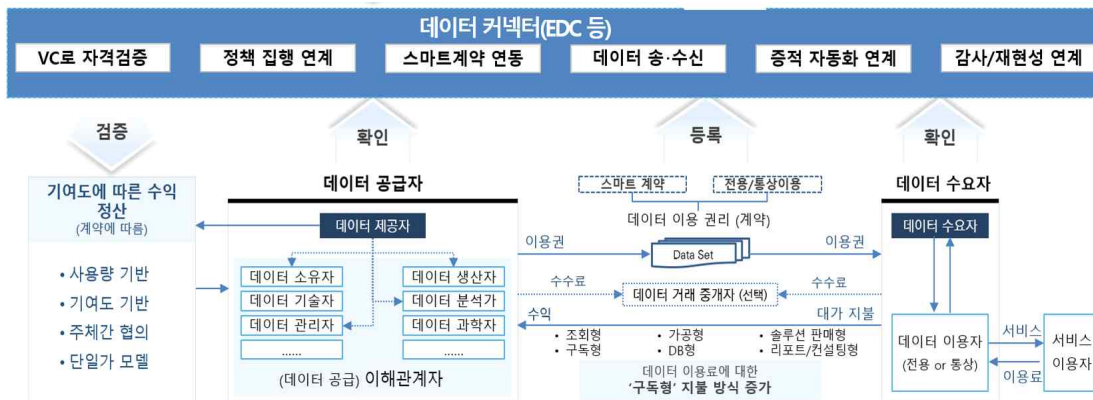 데이터 커넥터(EDC 등)
VC로 자격검증
정책 집행 연계
스마트계약 연동
데이터 송·수신
증적 자동화 연계
감사/재현성 연계
검증
확인
등록
확인
기여도에 따른 수익
정산
(계약에 따름)
• 사용량 기반
• 기여도 기반
• 주체간 협의
• 단일가 모델
데이터 공급자
데이터 제공자
데이터 소유자
데이터 생산자
데이터 기술자
데이터 분석가
데이터 관리자
데이터 과학자
......
......
(데이터 공급) 이해관계자
스마트 계약
전용/통상이용
데이터 이용 권리 (계약)
이용권
Data Set
이용권
수수료
데이터 거래 중개자 (선택)
수수료
수익
대가 지불
• 조회형
• 가공형
• 솔루션 판매형
• 구독형
• DB형
• 리포트/컨설팅형
데이터 이용료에 대한
'구독형' 지불 방식 증가
데이터 수요자
데이터 수요자
데이터 이용자
(전용 or 통상)
서비스
이용료
서비스
이용자